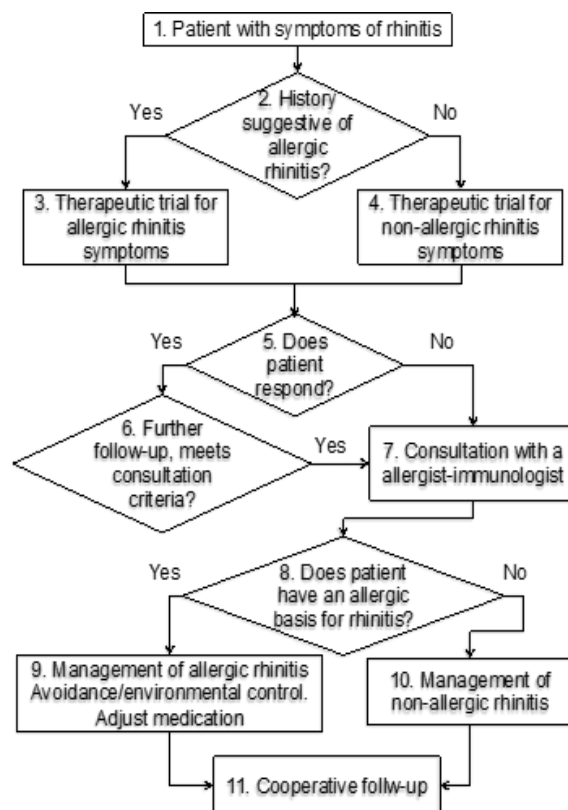 1. Patient with symptoms of rhinitis
Yes
2. History
suggestive of
allergic
rhinitis?
No
3. Therapeutic trial for
allergic rhinitis
symptoms
4. Therapeutic trial for
non-allergic rhinitis
symptoms
Yes
5. Does
patient
respond?
No
6. Further
follow-up, meets
consultation
criteria?
Yes
7. Consultation with a
allergist-immunologist
Yes
8. Does patient
have an allergic
basis for rhinitis?
No
9. Management of allergic rhinitis
Avoidance/environmental control.
Adjust medication
10. Management of
non-allergic rhinitis
11. Cooperative follw-up